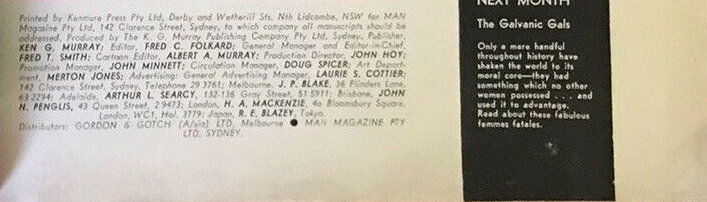 Printed by Kenmure Press Pty Ltd, Derby and Wetherill Sts, Nth Lidcombe, NSW for MAN
Magazine Pty Ltd, 142 Clarence Street, Sydney, to which company all manuscripts should be
addressed. Produced by The K. G. Murray Publishing Company Pty Ltd, Sydney. Publisher,
KEN G. MURRAY; Editor, FRED C. FOLKARD; General Manager and Editor-in-Chief,
FRED T. SMITH; Cartoon Editor, ALBERT A. MURRAY; Production Director, JOHN HOY;
Promotion Manager, JOHN MINNETT; Circulation Manager, DOUG SPICER; Art Depart-
ment, MERTON JONES; Advertising: General Advertising Manager, LAURIE S. COTTIER;
142 Clarence Street, Sydney, Telephone 29 3761; Melbourne, J. P. BLAKE, 36 Flinders Lane,
63 2294; Adelaide, ARTHUR L. SEARCY, 132-136 Gray Street, 51 5911; Brisbane, JOHN
N. PENGLIS, 43 Queen Street, 2 9473; London, H. A. MACKENZIE, 4a Bloomsbury Square,
London, WC1, Hol. 3779; Japan, R. E. BLAZEY, Tokyo.
Distributors: GORDON & GOTCH (A/sia) LTD, Melbourne ● MAN MAGAZINE PTY
LTD, SYDNEY.
NEXT MONTH
The Galvanic Gals
Only a mere handful
throughout history have
shaken the world to its
moral core—they had
something which no other
women possessed . . . and
used it to advantage.
Read about these fabulous
femmes fatales.